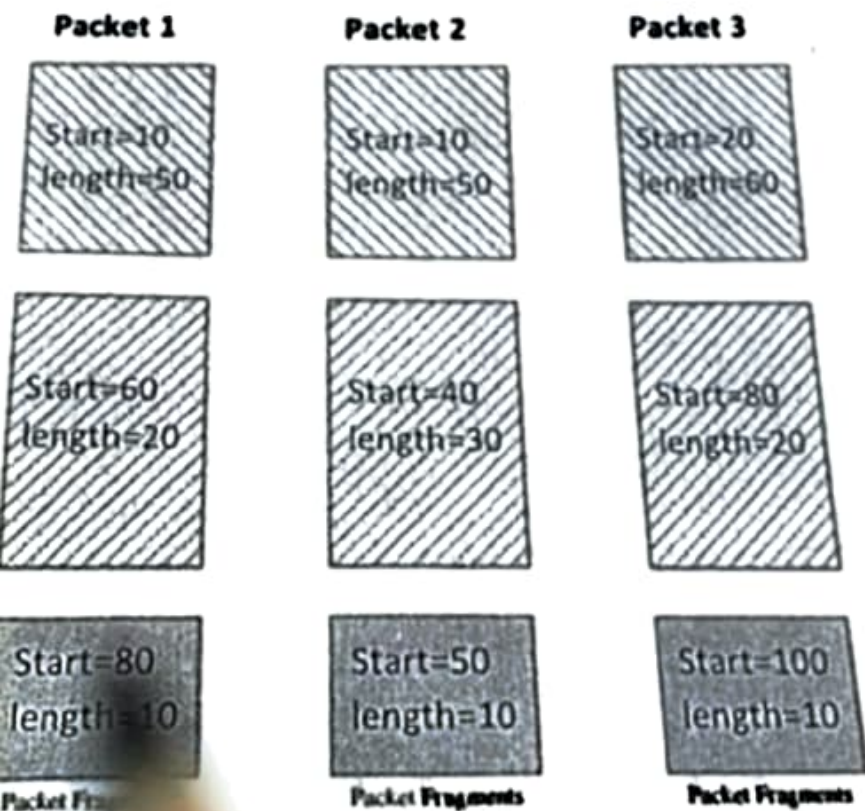 Packet 1
Start=10
length=50
Start=60
length=20
Start=80
length=10
Packet
Packet 2
Start=10
length=50
Start=40
length=30
Start=50
length=10
Packet Fragments
Packet 3
Start=20
length=60
Start=80
length=20
Start=100
length=10
Packet Fragments